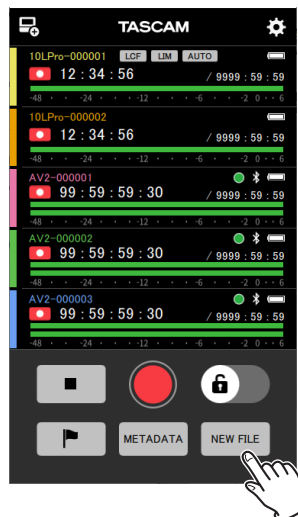 TASCAM
10LPro-000001 LCF LIM AUTO
12 : 34 : 56 / 9999 : 59 : 59
-48 · · -24 · · · -12 · · · -6 · · -2 0 · · 6
10LPro-000002
12 : 34 : 56 / 9999 : 59 : 59
-48 · · -24 · · · -12 · · · -6 · · -2 0 · · 6
AV2-000001
99 : 59 : 59 : 30 / 9999 : 59 : 59
-48 · · -24 · · · -12 · · · -6 · · -2 0 · · 6
AV2-000002
99 : 59 : 59 : 30 / 9999 : 59 : 59
-48 · · -24 · · · -12 · · · -6 · · -2 0 · · 6
AV2-000003
99 : 59 : 59 : 30 / 9999 : 59 : 59
-48 · · -24 · · · -12 · · · -6 · · -2 0 · · 6
METADATA NEW FILE